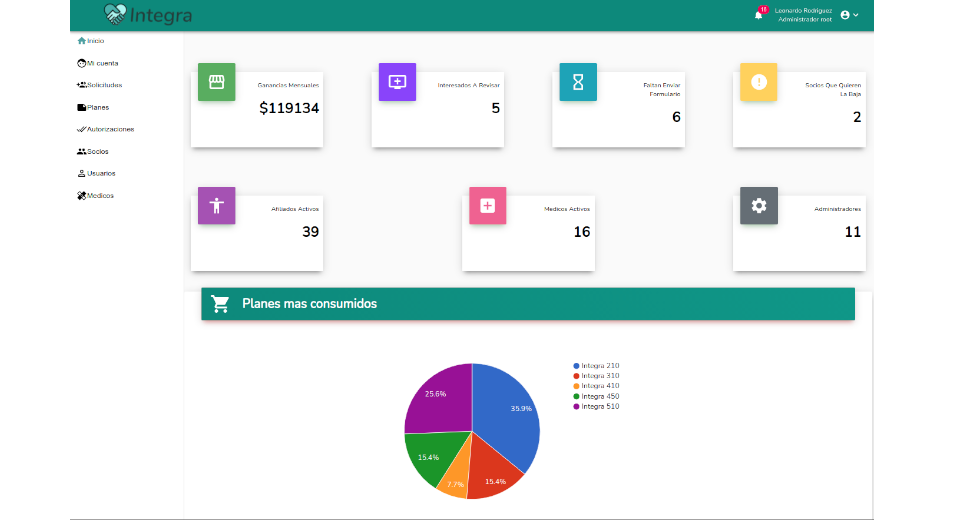 Integra
18
Leonardo Rodriguez
Administrador root
Inicio
Mi cuenta
Solicitudes
Planes
Autorizaciones
Socios
Usuarios
Medicos
Ganancias Mensuales
$119134
Interesados A Revisar
5
Faltan Enviar
Formulario
6
Socios Que Quieren
La Baja
2
Afiliados Activos
39
Medicos Activos
16
Administradores
11
Planes mas consumidos
35.9%
15.4%
7.7%
15.4%
25.6%
Integra 210
Integra 310
Integra 410
Integra 450
Integra 510